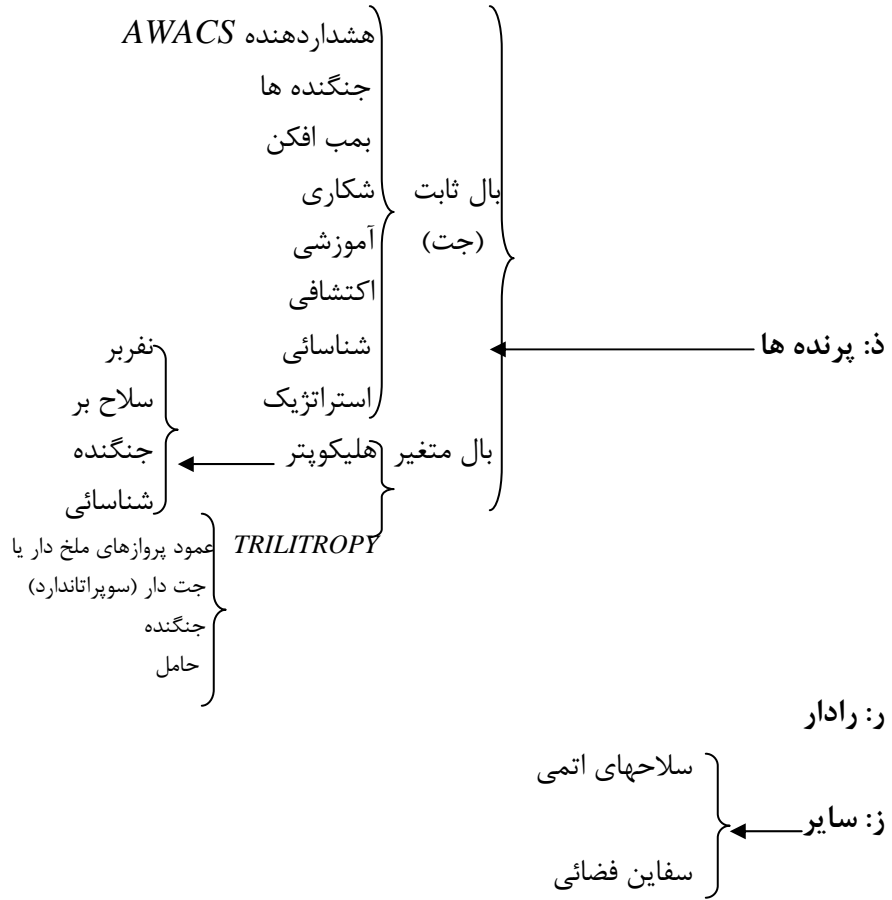 ذ: پرنده ها
بال ثابت
(جت)
هشداردهنده AWACS
جنگنده ها
بمب افکن
شکاری
آموزشی
اکتشافی
شناسائی
استراتژیک
بال متغیر
هلیکوپتر
نفربر
سلاح بر
جنگنده
شناسائی
TRILITROPY
عمود پروازهای ملخ دار یا
جت دار (سوپراتاندارد)
جنگنده
حامل
ر: رادار
ز: سایر
سلاحهای اتمی
سفاین فضائی